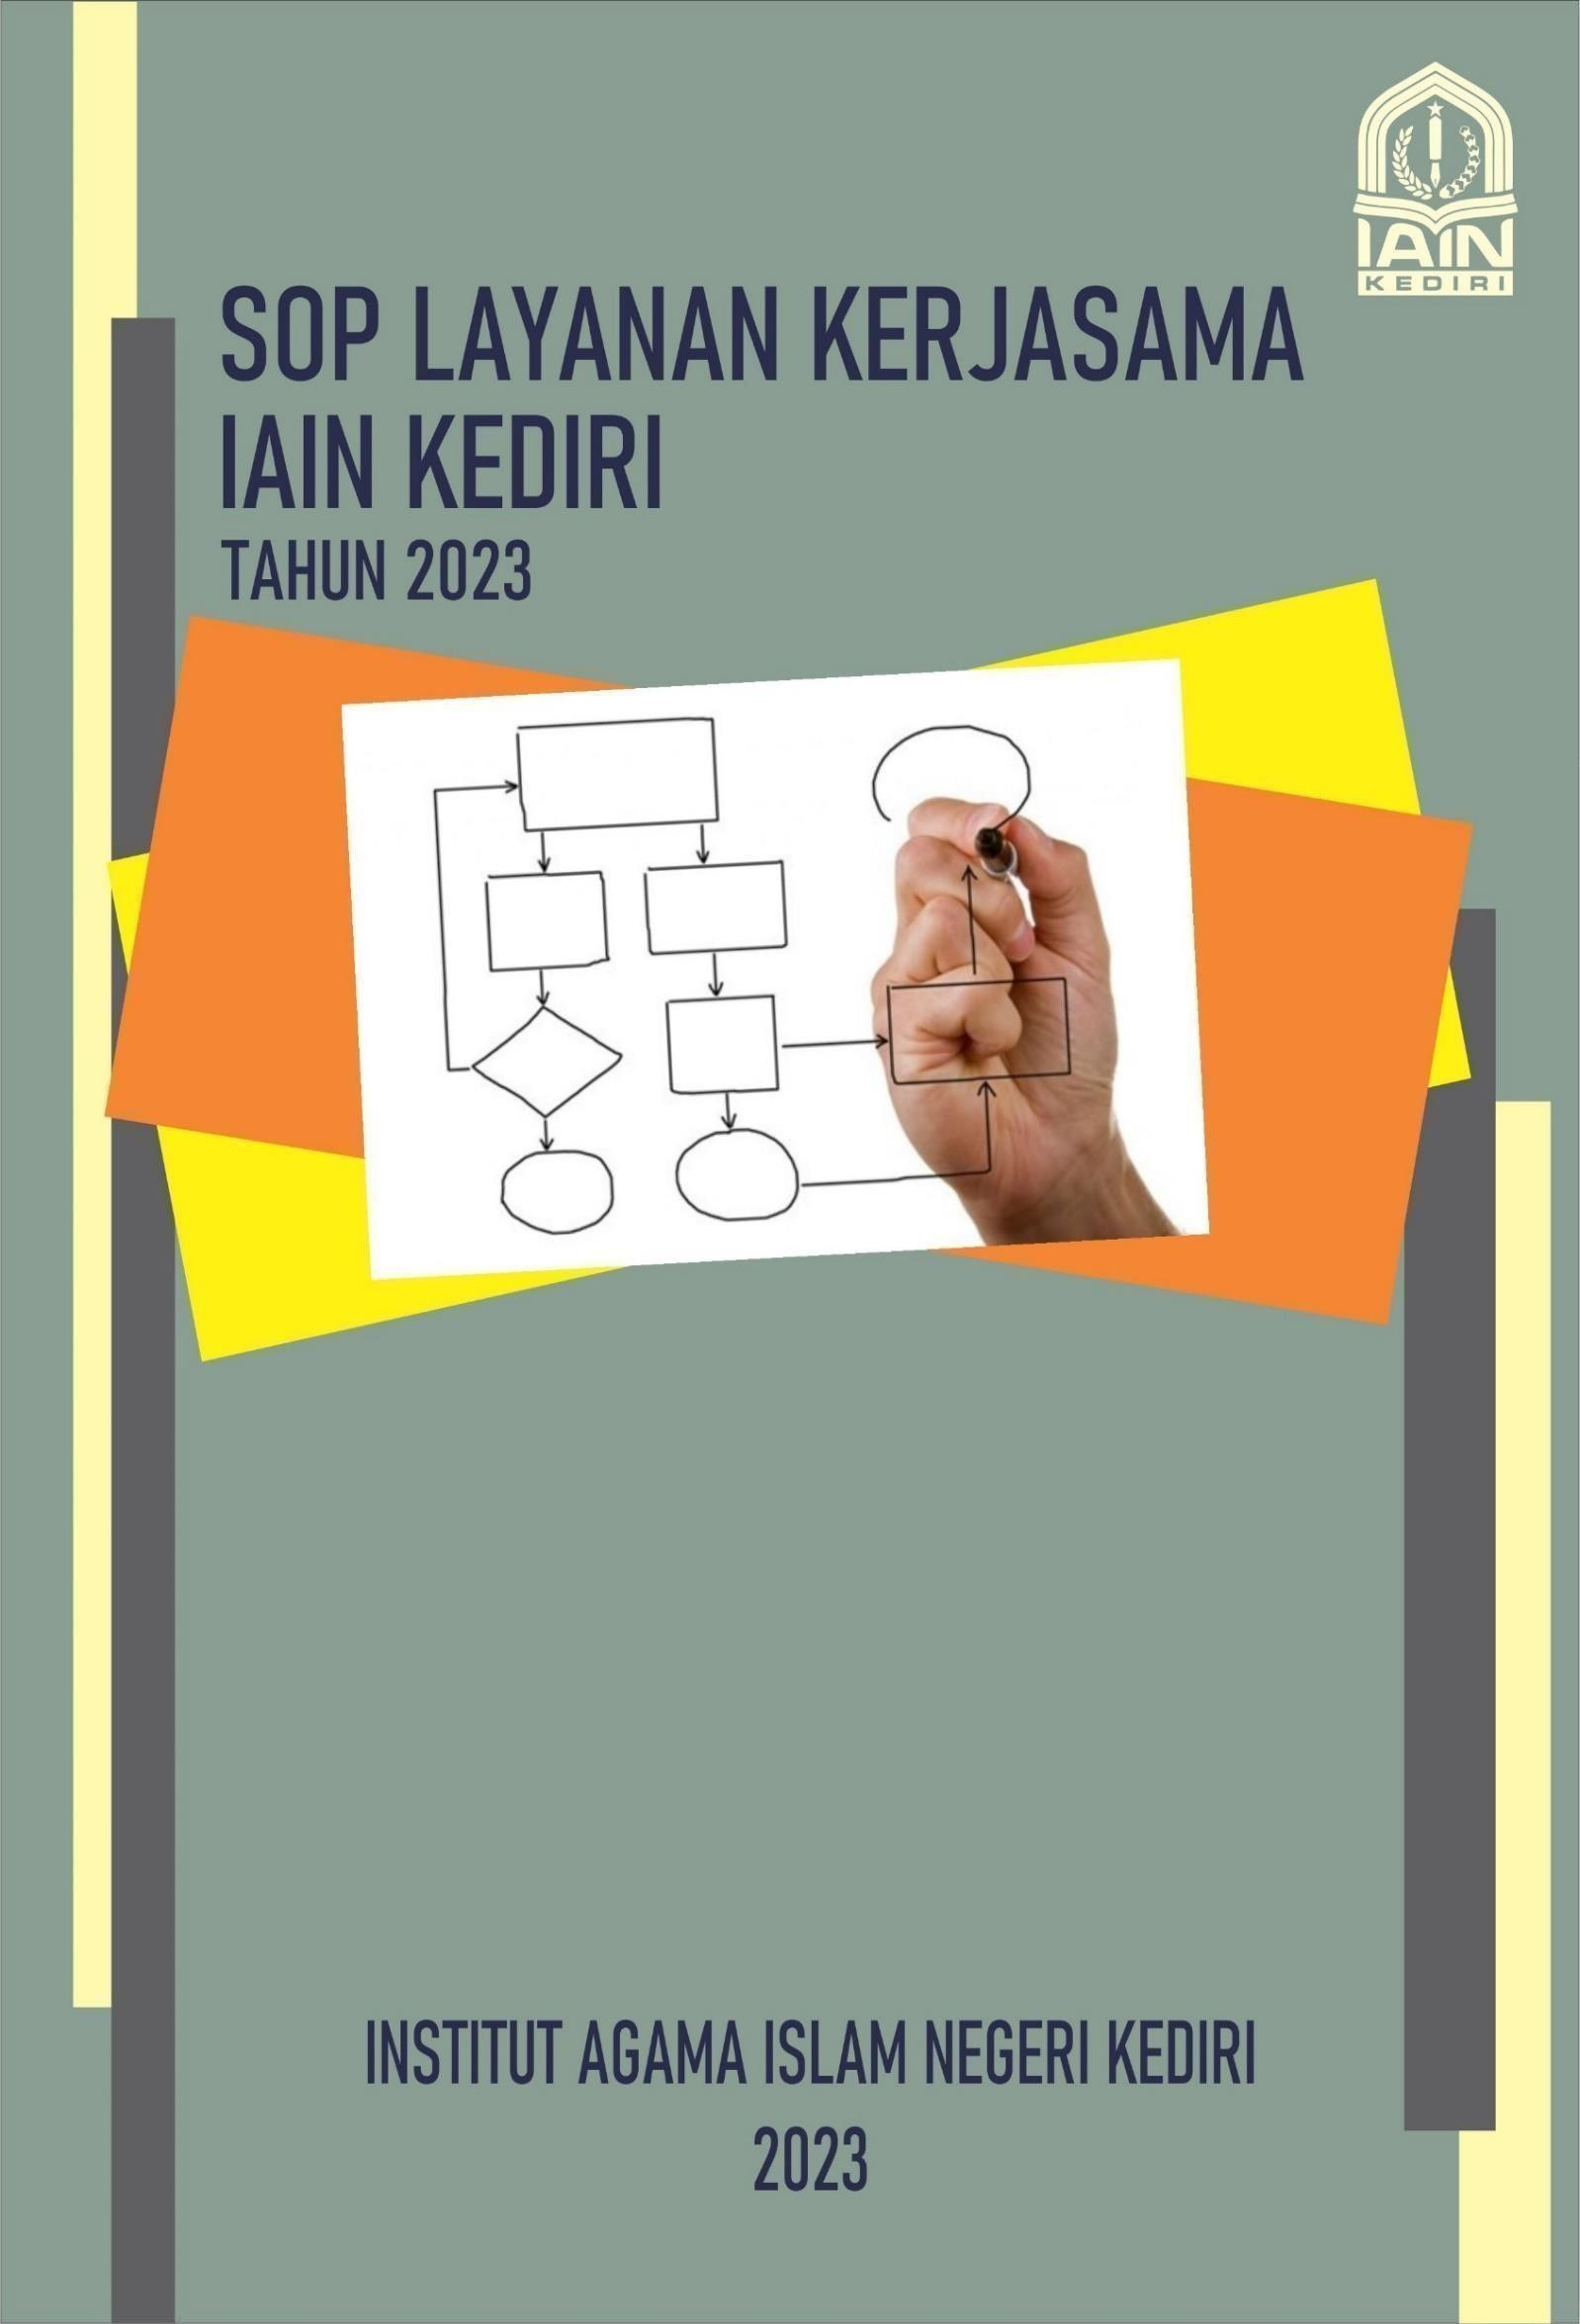 IAIN
KEDIRI
SOP LAYANAN KERJASAMA
IAIN KEDIRI
TAHUN 2023
INSTITUT AGAMA ISLAM NEGERI KEDIRI
2023